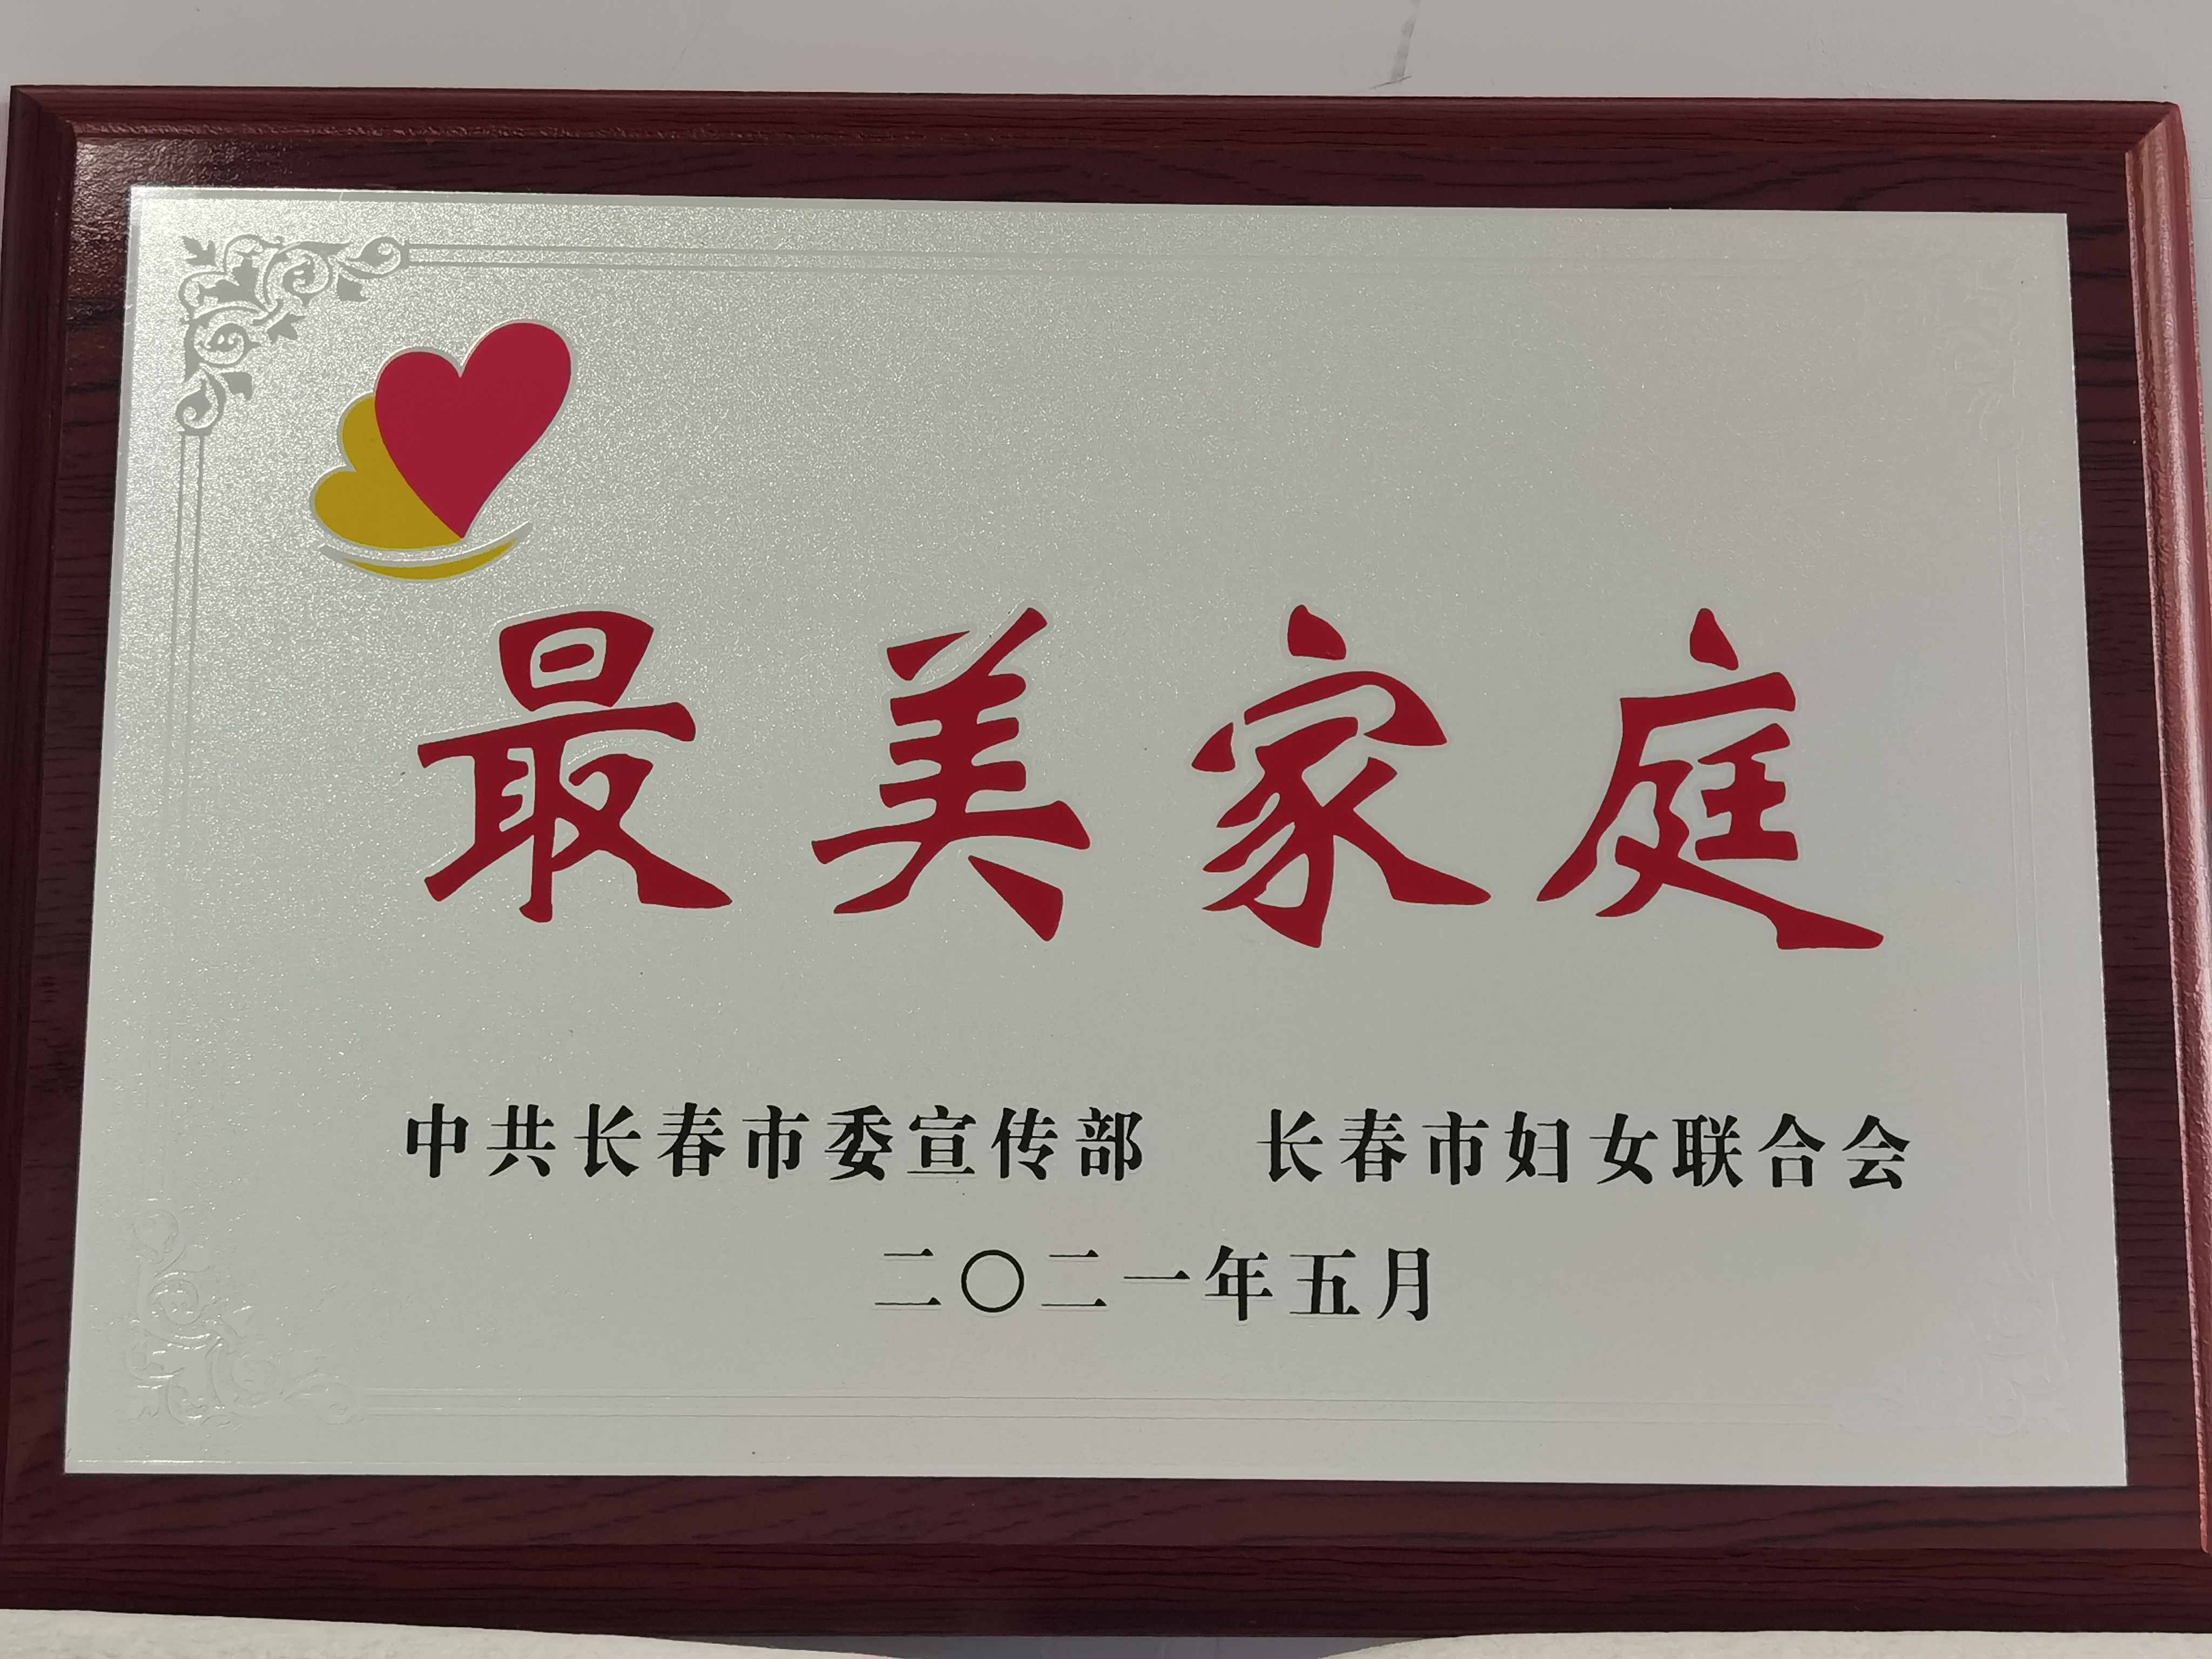 最美家庭
中共长春市委宣传部 长春市妇女联合会
二〇二一年五月